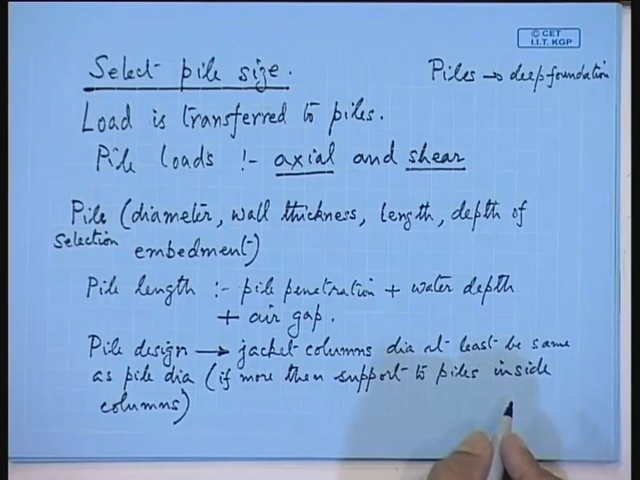 © CET
I.I.T. KGP
Select pile size.
Piles → deep foundation
Load is transferred to piles.
Pile loads :- axial and shear
Pile (diameter, wall thickness, length, depth of
Selection embedment)
Pile length :- pile penetration + water depth
+ air gap.
Pile design → jacket columns dia at least be same
as pile dia (if more then support to piles inside
columns)